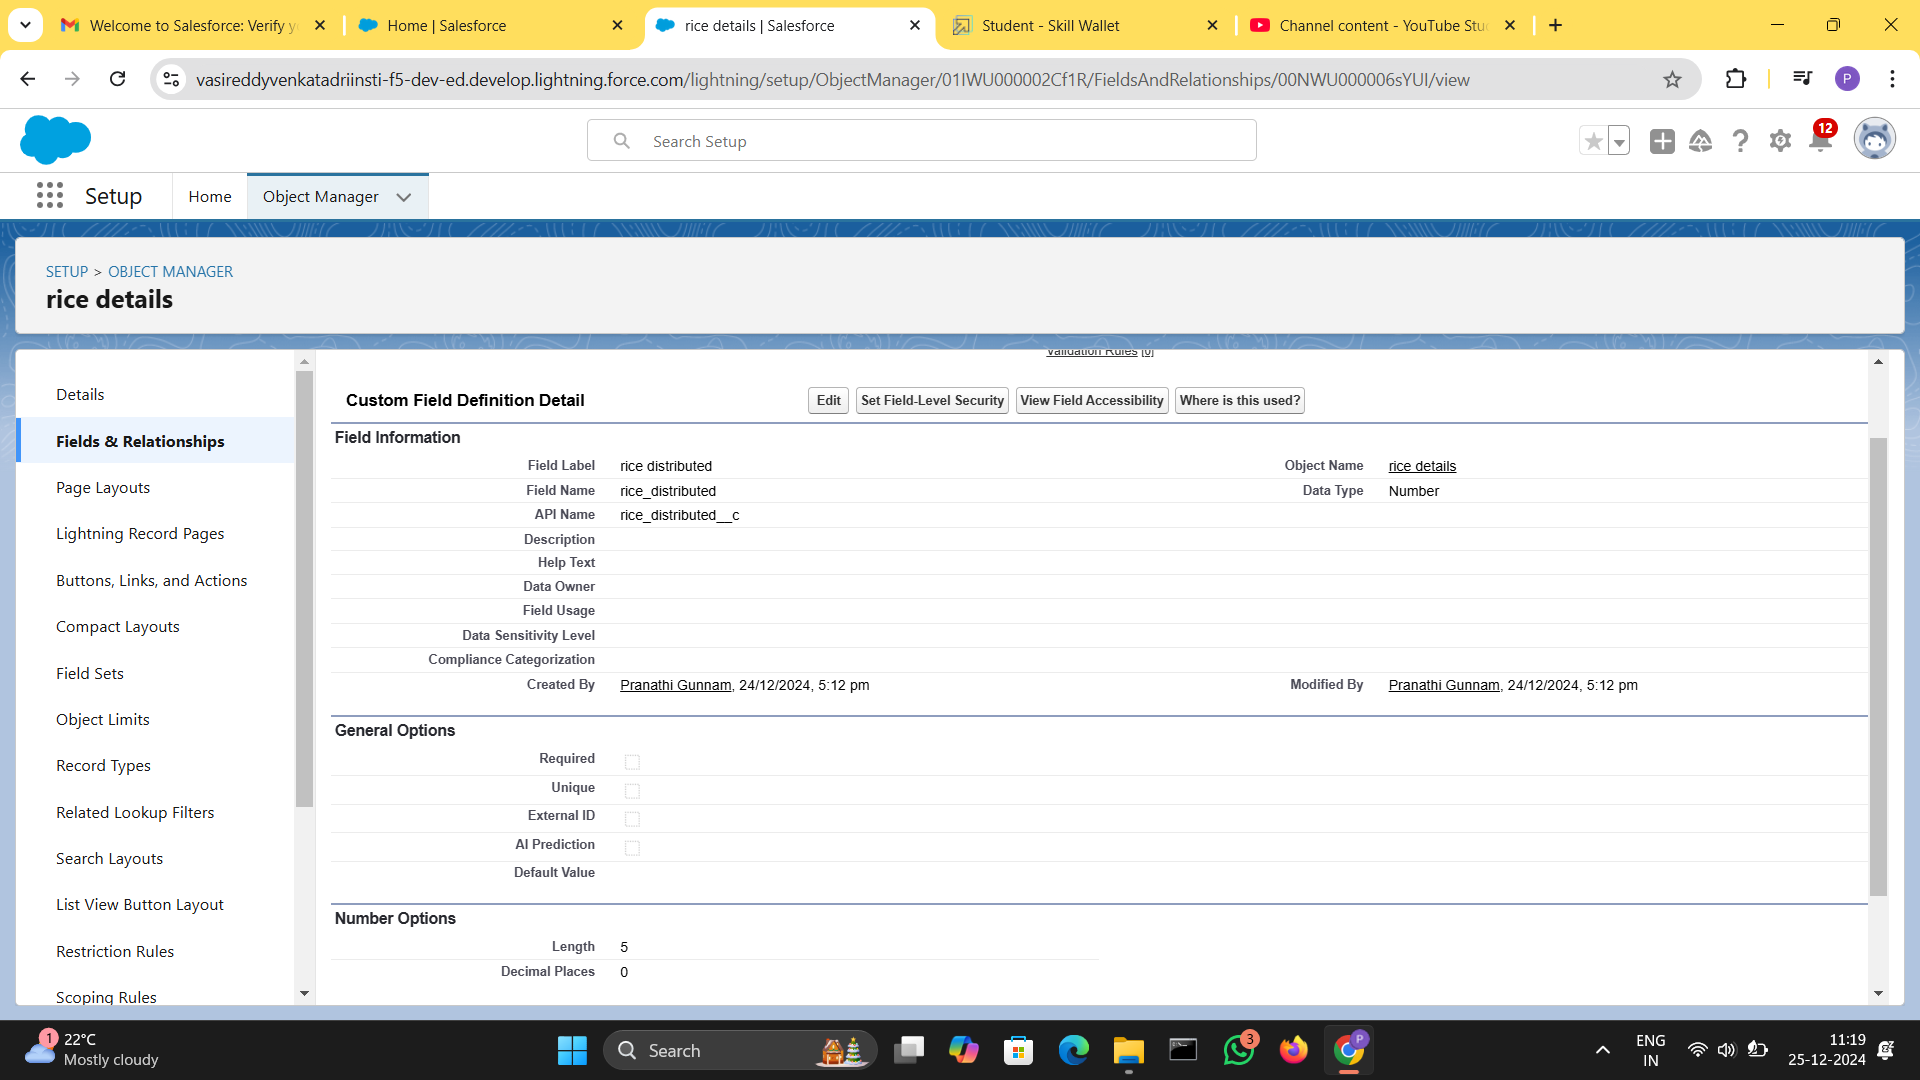 Welcome to Salesforce: Verify y
Home | Salesforce
rice details | Salesforce
Student - Skill Wallet
Channel content - YouTube Stu
vasireddyvenkatadriinsti-f5-dev-ed.develop.lightning.force.com/lightning/setup/ObjectManager/01IWU000002Cf1R/FieldsAndRelationships/00NWU000006sYUI/view
P
Search Setup
12
Setup
Home
Object Manager
SETUP > OBJECT MANAGER
rice details
Details
Fields & Relationships
Page Layouts
Lightning Record Pages
Buttons, Links, and Actions
Compact Layouts
Field Sets
Object Limits
Record Types
Related Lookup Filters
Search Layouts
List View Button Layout
Restriction Rules
Scoping Rules
Validation Rules [0]
Custom Field Definition Detail
Edit
Set Field-Level Security
View Field Accessibility
Where is this used?
Field Information
Field Label rice distributed
Object Name rice details
Field Name rice_distributed
Data Type Number
API Name rice_distributed__c
Description
Help Text
Data Owner
Field Usage
Data Sensitivity Level
Compliance Categorization
Created By Pranathi Gunnam, 24/12/2024, 5:12 pm
Modified By Pranathi Gunnam, 24/12/2024, 5:12 pm
General Options
Required
Unique
External ID
AI Prediction
Default Value
Number Options
Length 5
Decimal Places 0
1
22°C
Mostly cloudy
Search
3
P
ENG
IN
11:19
25-12-2024